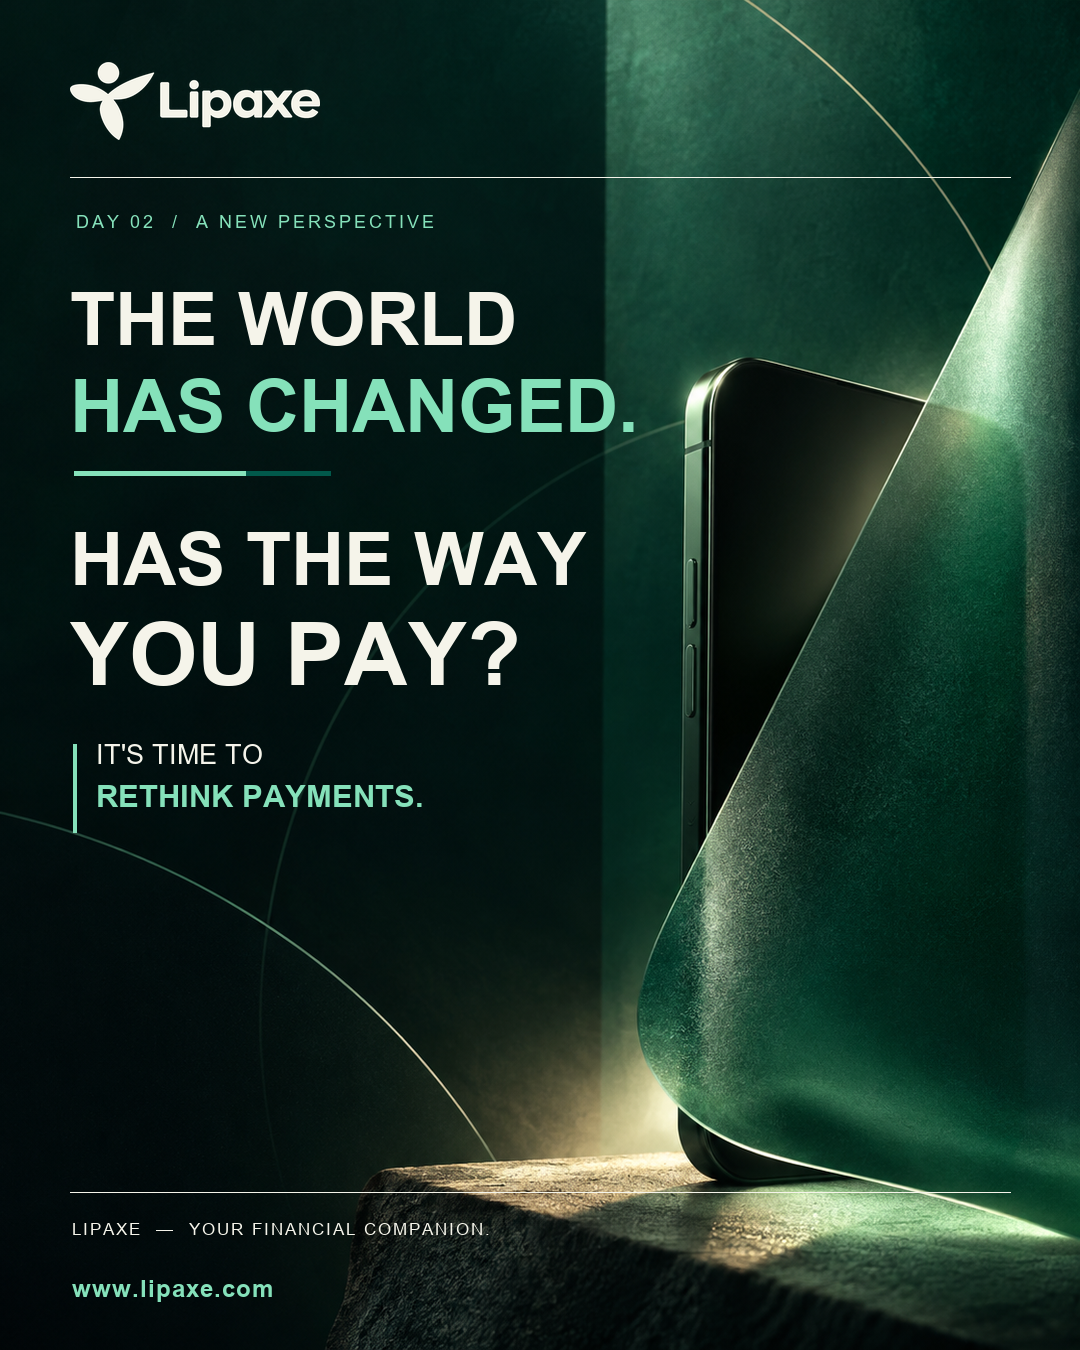 Lipaxe
DAY 02 / A NEW PERSPECTIVE
THE WORLD
HAS CHANGED.
HAS THE WAY
YOU PAY?
IT'S TIME TO
RETHINK PAYMENTS.
LIPAXE — YOUR FINANCIAL COMPANION.
www.lipaxe.com